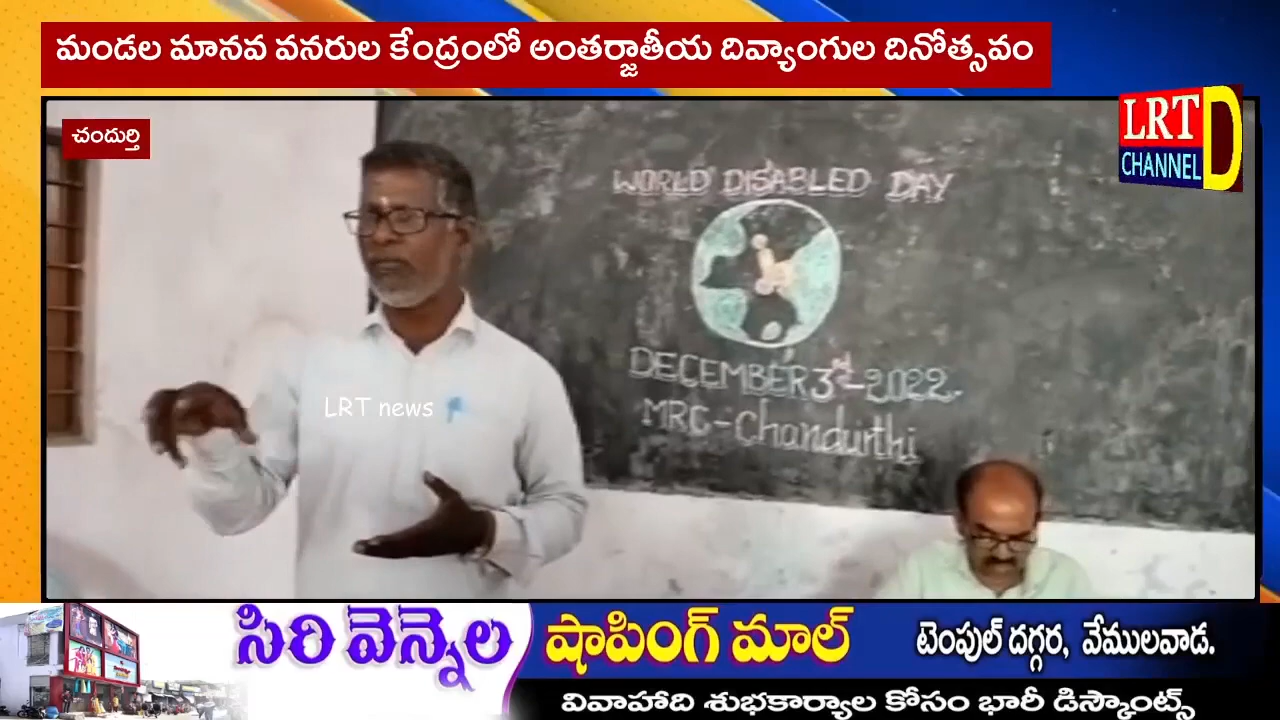 మండల మానవ వనరుల కేంద్రంలో అంతర్జాతీయ దివ్యాంగుల దినోత్సవం
చందుర్తి
LRT D
CHANNEL
WORLD DISABLED DAY
DECEMBER 3rd-2022.
MRC-Chandurthi
LRT news
సిరి వెన్నెల
షాపింగ్ మాల్
టెంపుల్ దగ్గర, వేములవాడ.
వివాహాది శుభకార్యాల కోసం భారీ డిస్కౌంట్స్